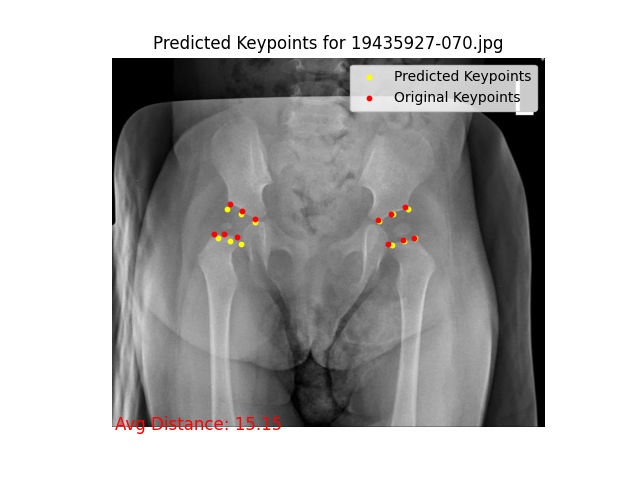 Predicted Keypoints for 19435927-070.jpg
Predicted Keypoints
Original Keypoints
Avg Distance: 15.15